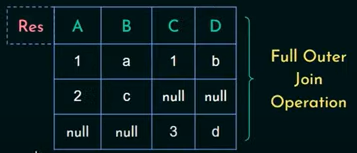 Res A B C D
1 a 1 b
2 c null null
null null 3 d
Full Outer
Join
Operation